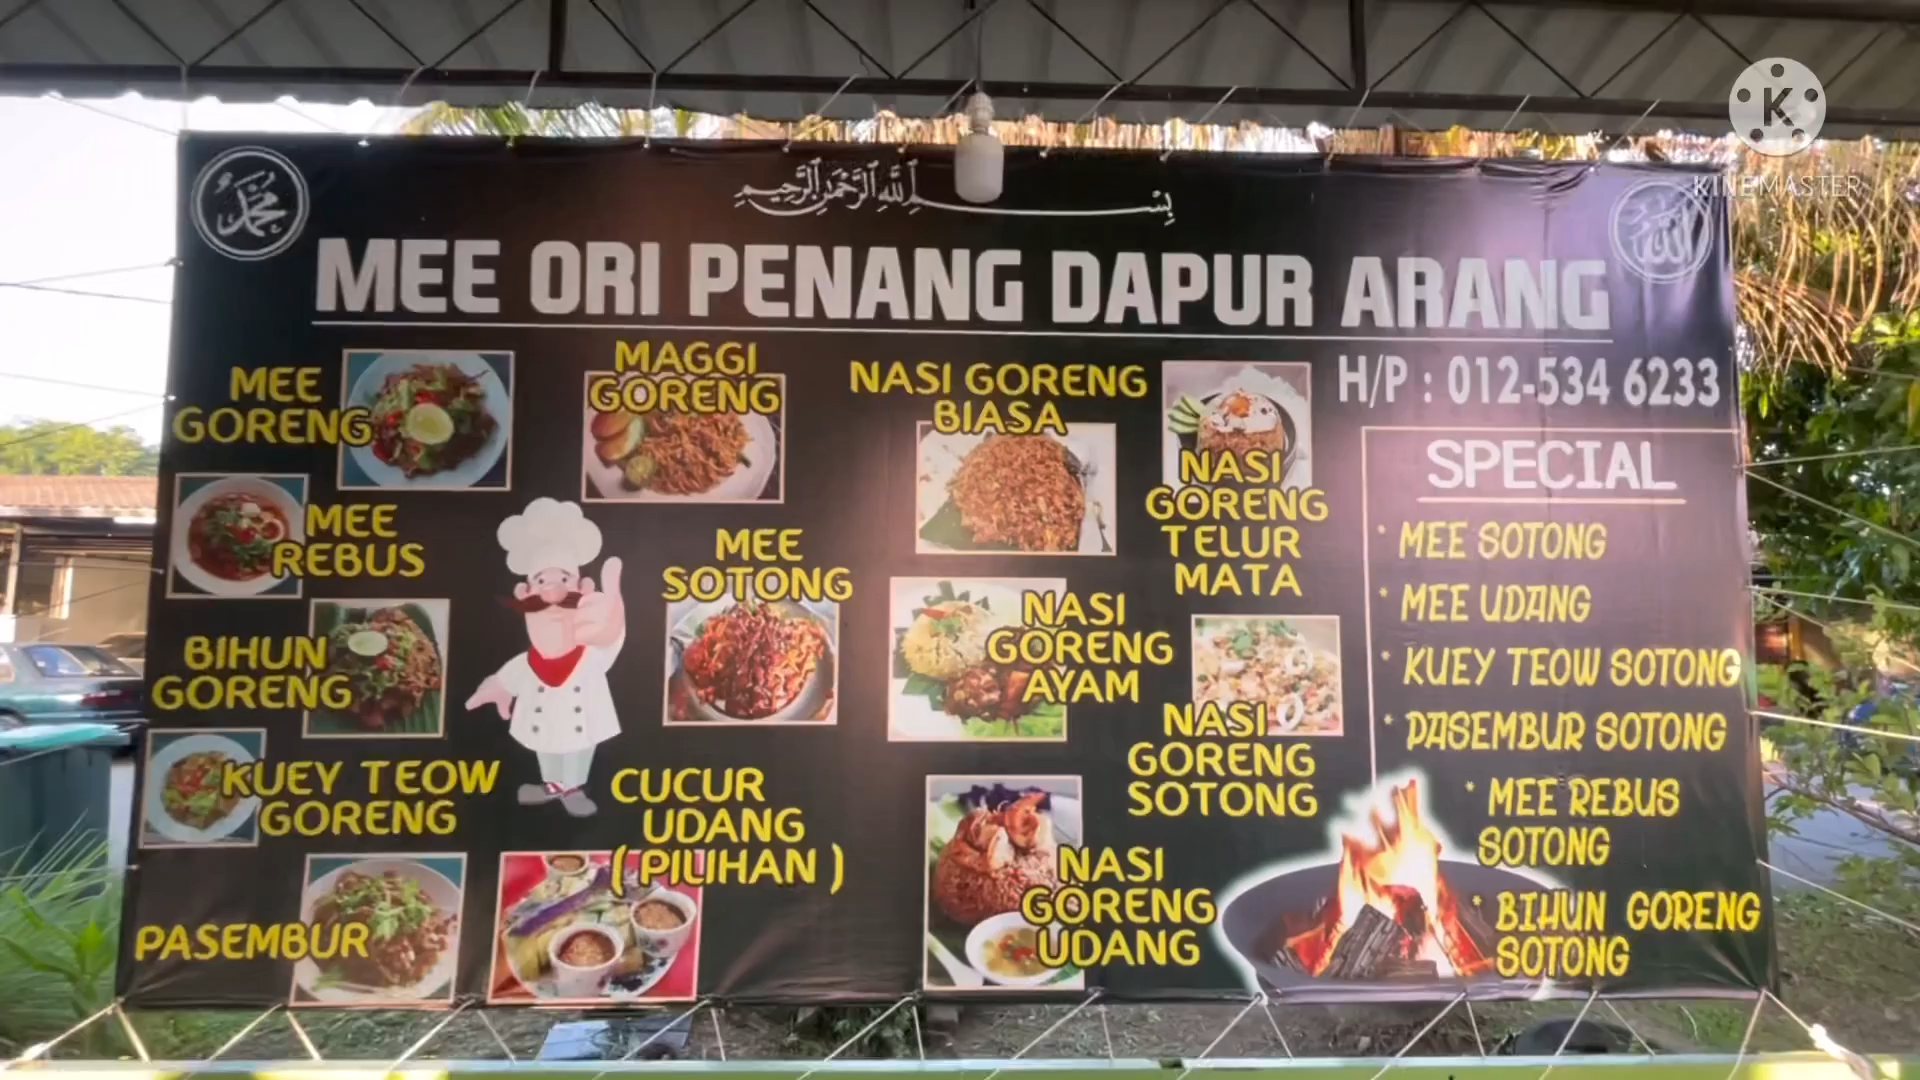 K
KINEMASTER
محمد
بسم الله الرحمن الرحيم
الله
MEE ORI PENANG DAPUR ARANG
H/P : 012-534 6233
MEE
GORENG
MAGGI
GORENG
NASI GORENG
BIASA
NASI
GORENG
TELUR
MATA
MEE
REBUS
MEE
SOTONG
BIHUN
GORENG
NASI
GORENG
AYAM
NASI
GORENG
SOTONG
KUEY TEOW
GORENG
CUCUR
UDANG
( PILIHAN )
NASI
GORENG
UDANG
PASEMBUR
SPECIAL
* MEE SOTONG
* MEE UDANG
* KUEY TEOW SOTONG
* PASEMBUR SOTONG
* MEE REBUS
SOTONG
* BIHUN GORENG
SOTONG